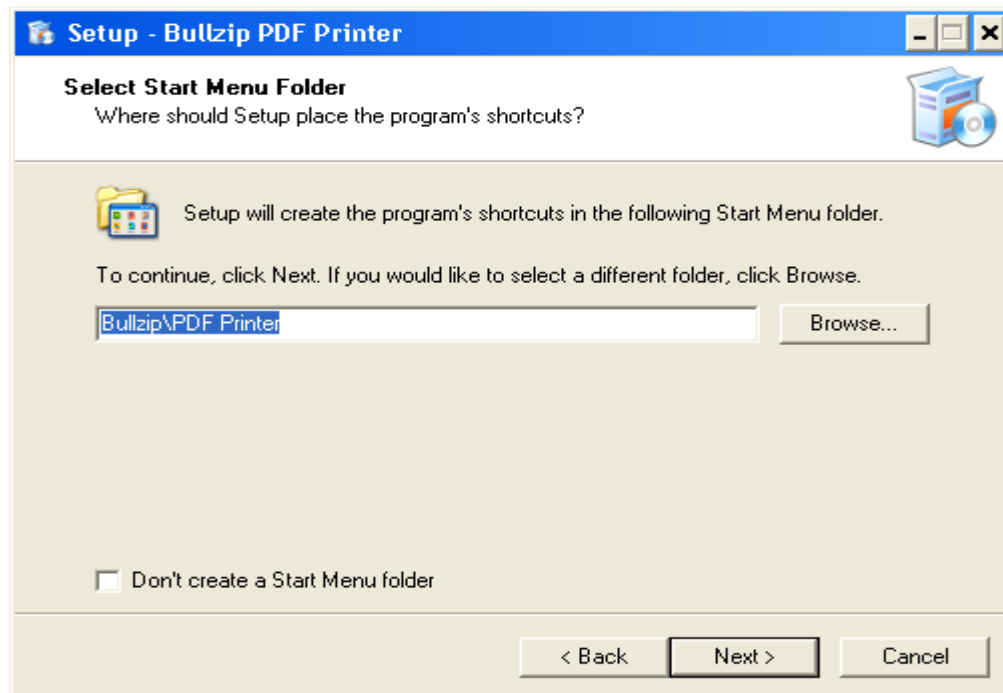 Setup - Bullzip PDF Printer
Select Start Menu Folder
Where should Setup place the program's shortcuts?
Setup will create the program's shortcuts in the following Start Menu folder.
To continue, click Next. If you would like to select a different folder, click Browse.
Bullzip\PDF Printer
Browse...
Don't create a Start Menu folder
< Back
Next >
Cancel